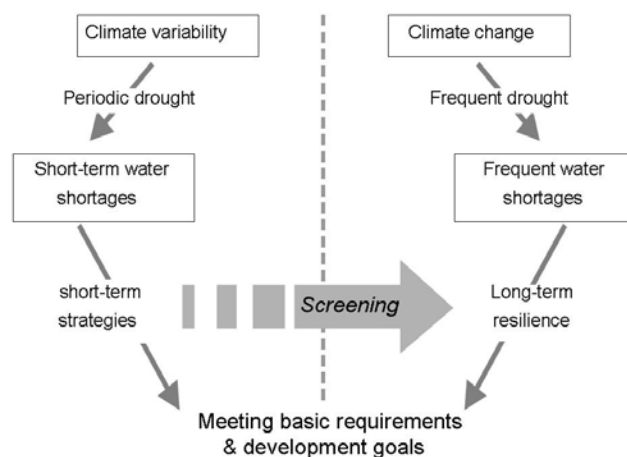 Climate variability
Climate change
Periodic drought
Frequent drought
Short-term water
shortages
Frequent water
shortages
short-term
strategies
Screening
Long-term
resilience
Meeting basic requirements
& development goals